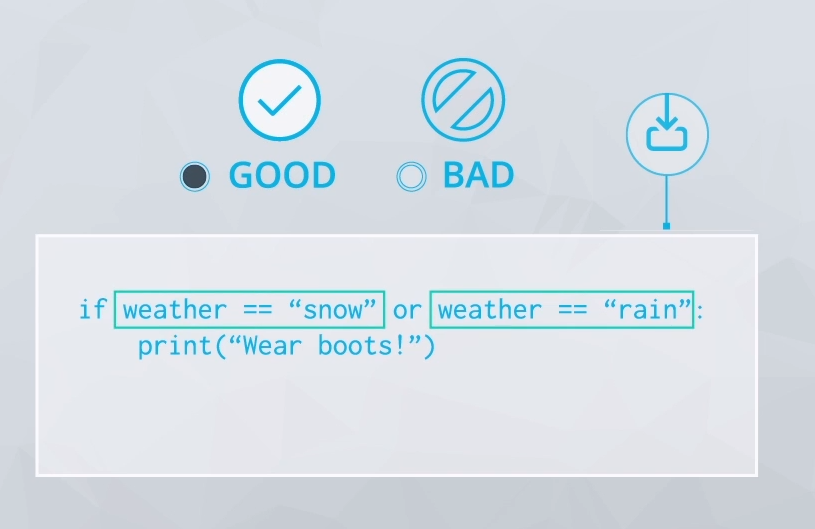 GOOD BAD
if weather == “snow” or weather == “rain”:
print(“Wear boots!”)